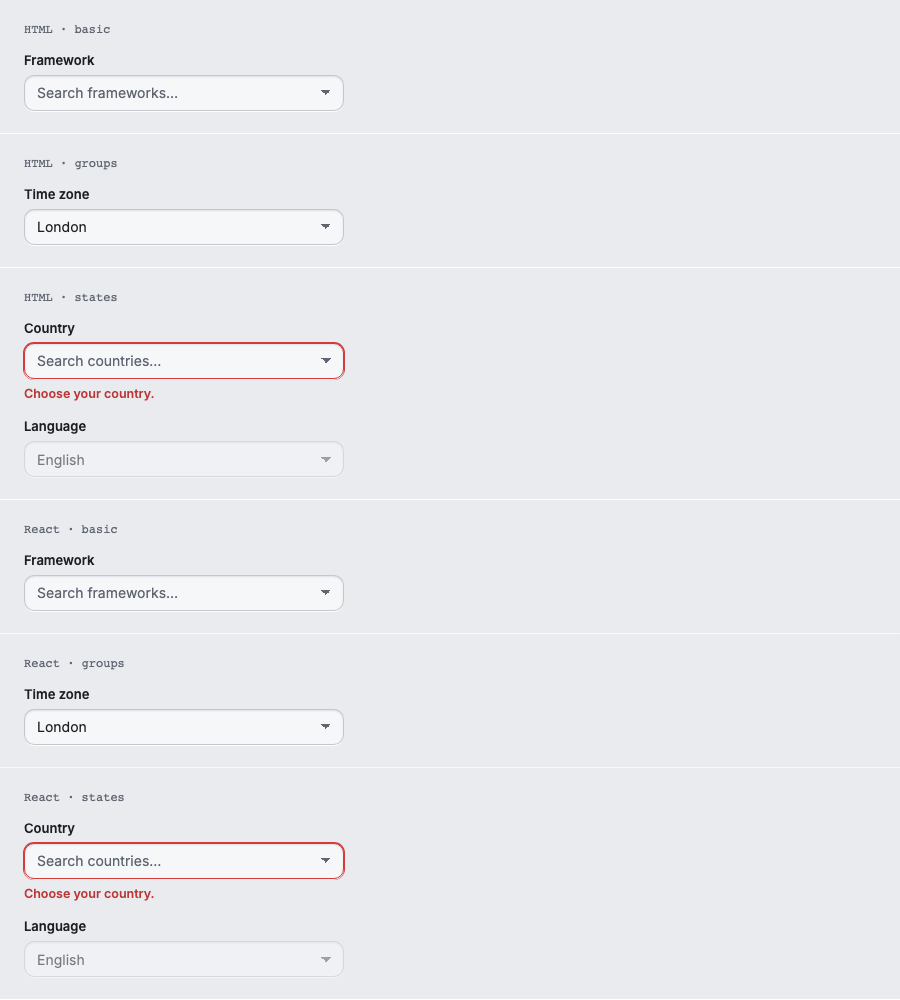 HTML · basic
Framework
Search frameworks...
HTML · groups
Time zone
London
HTML · states
Country
Search countries...
Choose your country.
Language
English
React · basic
Framework
Search frameworks...
React · groups
Time zone
London
React · states
Country
Search countries...
Choose your country.
Language
English